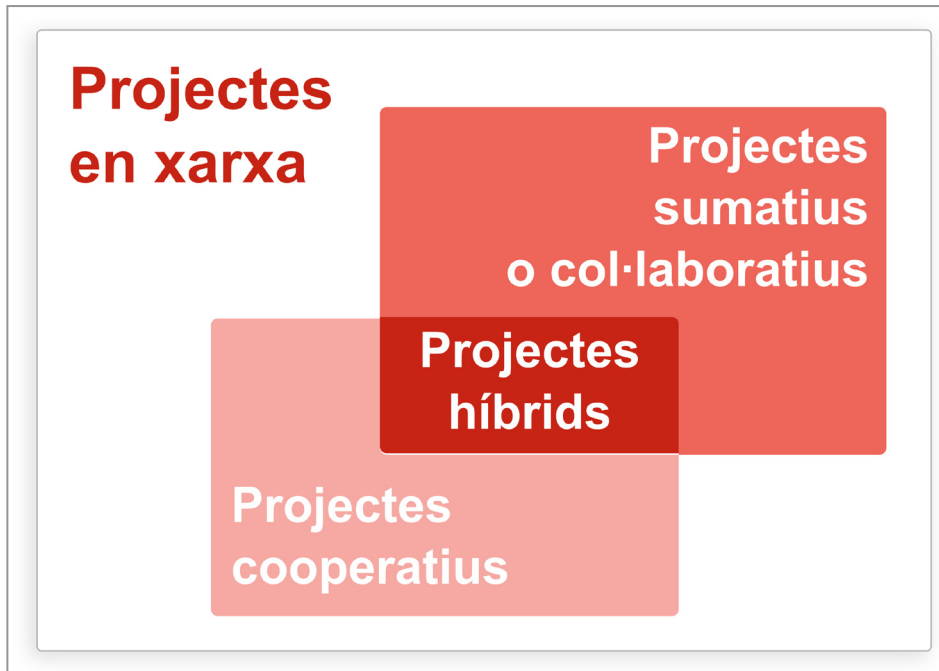 Projectes
en xarxa
Projectes
sumatius
o col·laboratius
Projectes
híbrids
Projectes
cooperatius